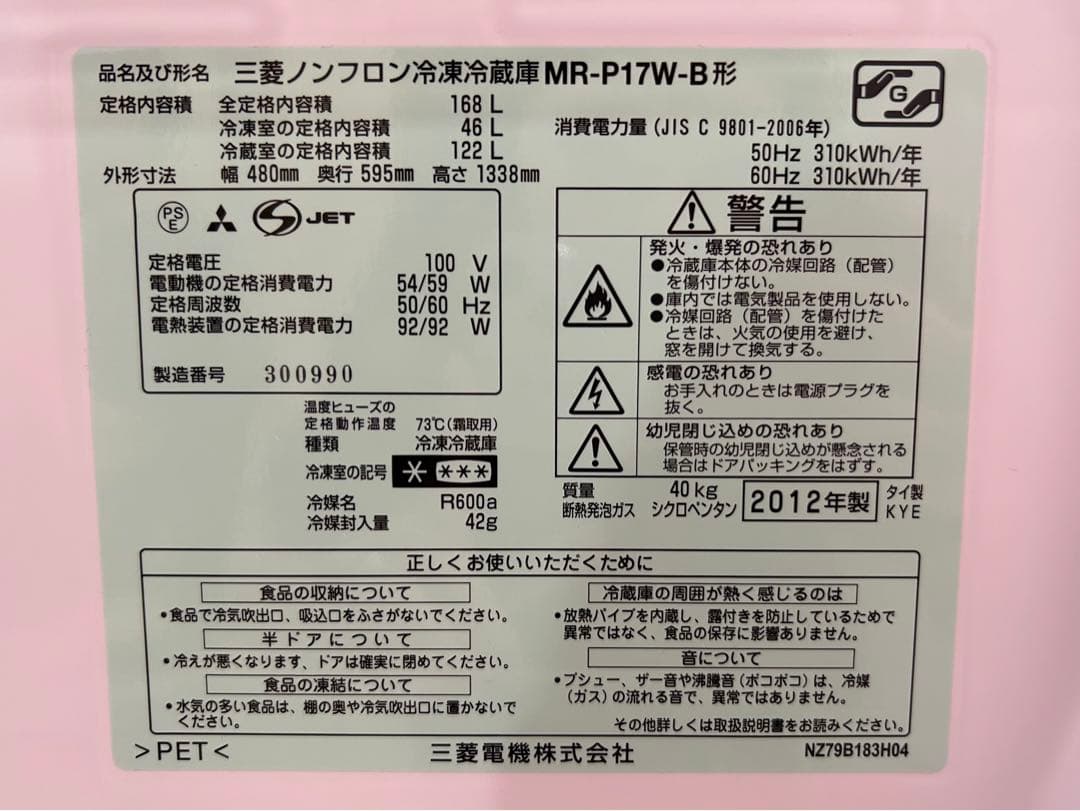 品名及び形名 三菱ノンフロン冷凍冷蔵庫 MR-P17W-B形
定格内容積 全定格内容積 168 L
冷凍室の定格内容積 46 L
冷蔵室の定格内容積 122 L
外形寸法 幅 480mm 奥行 595mm 高さ 1338mm
G
消費電力量 (JIS C 9801-2006年)
50Hz 310kWh/年
60Hz 310kWh/年
PS
E
JET
定格電圧 100 V
電動機の定格消費電力 54/59 W
定格周波数 50/60 Hz
電熱装置の定格消費電力 92/92 W
製造番号 300990
温度ヒューズの
定格動作温度 73℃(霜取用)
種類 冷凍冷蔵庫
冷凍室の記号 * ***
冷媒名 R600a
冷媒封入量 42g
警告
発火・爆発の恐れあり
●冷蔵庫本体の冷媒回路(配管)
を傷付けない。
●庫内では電気製品を使用しない。
●冷媒回路(配管)を傷付けた
ときは、火気の使用を避け、
窓を開けて換気する。
感電の恐れあり
お手入れのときは電源プラグを
抜く。
幼児閉じ込めの恐れあり
保管時の幼児閉じ込めが懸念される
場合はドアパッキングをはずす。
質量 40kg
断熱発泡ガス シクロペンタン
2012年製
タイ製
KYE
正しくお使いいただくために
食品の収納について
•食品で冷気吹出口、吸込口をふさがないでください。
半ドアについて
•冷えが悪くなります、ドアは確実に閉めてください。
食品の凍結について
•水気の多い食品は、棚の奥や冷気吹出口に置かないで
ください。
冷蔵庫の周囲が熱く感じるのは
•放熱パイプを内蔵し、露付きを防止しているためで
異常ではなく、食品の保存に影響ありません。
音について
•プシュー、ザー音や沸騰音(ポコポコ)は、冷媒
(ガス)の流れる音で、異常ではありません。
その他詳しくは取扱説明書をお読みください。
>PET< 三菱電機株式会社 NZ79B183H04